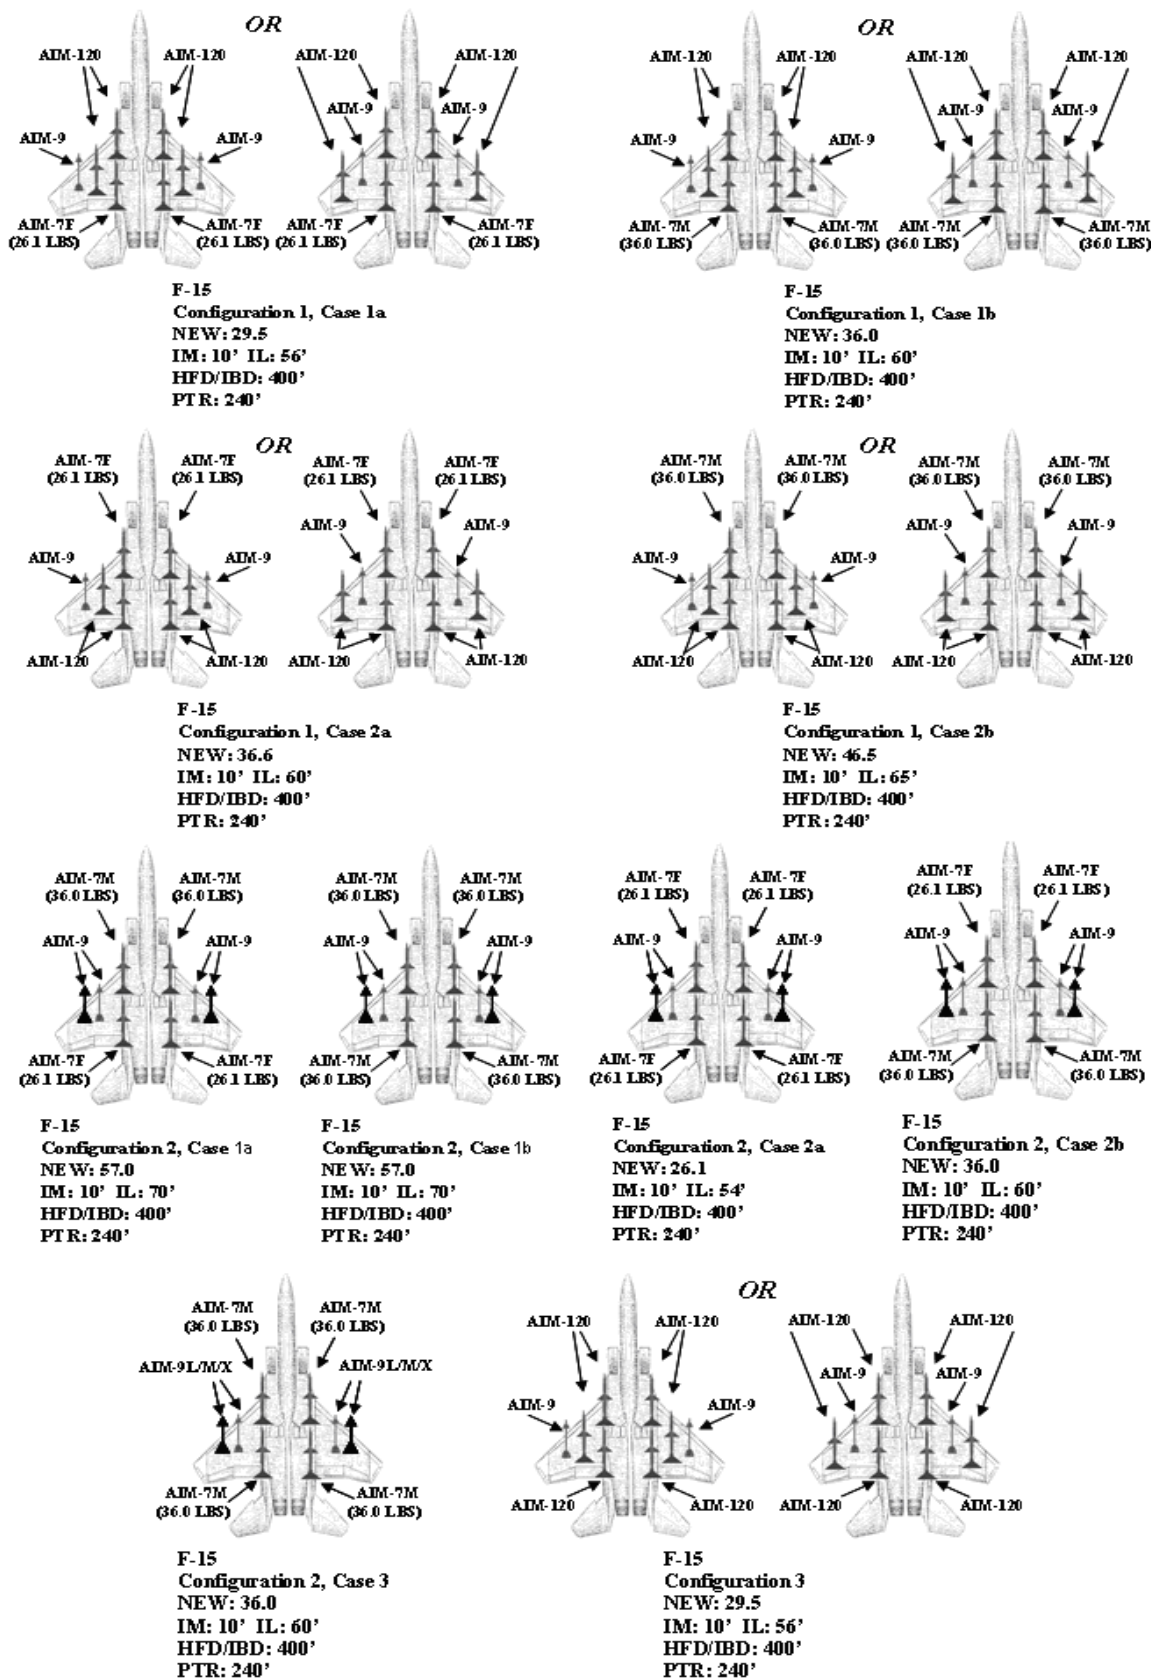 OR
AIM-120 AIM-120 AIM-120 AIM-120
AIM-9 AIM-9
AIM-9 AIM-9
AIM-7F
(26.1 LBS)
AIM-7F
(26.1 LBS)
AIM-7F
(26.1 LBS)
AIM-7F
(26.1 LBS)
F-15
Configuration 1, Case 1a
NEW: 29.5
IM: 10’ IL: 56’
HFD/IBD: 400’
PTR: 240’
OR
AIM-120 AIM-120 AIM-120 AIM-120
AIM-9 AIM-9
AIM-9 AIM-9
AIM-7M
(36.0 LBS)
AIM-7M
(36.0 LBS)
AIM-7M
(36.0 LBS)
AIM-7M
(36.0 LBS)
F-15
Configuration 1, Case 1b
NEW: 36.0
IM: 10’ IL: 60’
HFD/IBD: 400’
PTR: 240’
OR
AIM-7F
(26.1 LBS)
AIM-7F
(26.1 LBS)
AIM-7F
(26.1 LBS)
AIM-7F
(26.1 LBS)
AIM-9 AIM-9
AIM-9 AIM-9
AIM-120 AIM-120 AIM-120 AIM-120
F-15
Configuration 1, Case 2a
NEW: 36.6
IM: 10’ IL: 60’
HFD/IBD: 400’
PTR: 240’
OR
AIM-7M
(36.0 LBS)
AIM-7M
(36.0 LBS)
AIM-7M
(36.0 LBS)
AIM-7M
(36.0 LBS)
AIM-9 AIM-9
AIM-9 AIM-9
AIM-120 AIM-120 AIM-120 AIM-120
F-15
Configuration 1, Case 2b
NEW: 46.5
IM: 10’ IL: 65’
HFD/IBD: 400’
PTR: 240’
AIM-7M
(36.0 LBS)
AIM-7M
(36.0 LBS)
AIM-9 AIM-9
AIM-7F
(26.1 LBS)
AIM-7F
(26.1 LBS)
F-15
Configuration 2, Case 1a
NEW: 57.0
IM: 10’ IL: 70’
HFD/IBD: 400’
PTR: 240’
AIM-7M
(36.0 LBS)
AIM-7M
(36.0 LBS)
AIM-9 AIM-9
AIM-7M
(36.0 LBS)
AIM-7M
(36.0 LBS)
F-15
Configuration 2, Case 1b
NEW: 57.0
IM: 10’ IL: 70’
HFD/IBD: 400’
PTR: 240’
AIM-7F
(26.1 LBS)
AIM-7F
(26.1 LBS)
AIM-9 AIM-9
AIM-7F
(26.1 LBS)
AIM-7F
(26.1 LBS)
F-15
Configuration 2, Case 2a
NEW: 26.1
IM: 10’ IL: 54’
HFD/IBD: 400’
PTR: 240’
AIM-7F
(26.1 LBS)
AIM-7F
(26.1 LBS)
AIM-9 AIM-9
AIM-7M
(36.0 LBS)
AIM-7M
(36.0 LBS)
F-15
Configuration 2, Case 2b
NEW: 36.0
IM: 10’ IL: 60’
HFD/IBD: 400’
PTR: 240’
AIM-7M
(36.0 LBS)
AIM-7M
(36.0 LBS)
AIM-9L/M/X AIM-9L/M/X
AIM-7M
(36.0 LBS)
AIM-7M
(36.0 LBS)
F-15
Configuration 2, Case 3
NEW: 36.0
IM: 10’ IL: 60’
HFD/IBD: 400’
PTR: 240’
OR
AIM-120 AIM-120 AIM-120 AIM-120
AIM-9 AIM-9
AIM-9 AIM-9
AIM-120 AIM-120 AIM-120 AIM-120
F-15
Configuration 3
NEW: 29.5
IM: 10’ IL: 56’
HFD/IBD: 400’
PTR: 240’